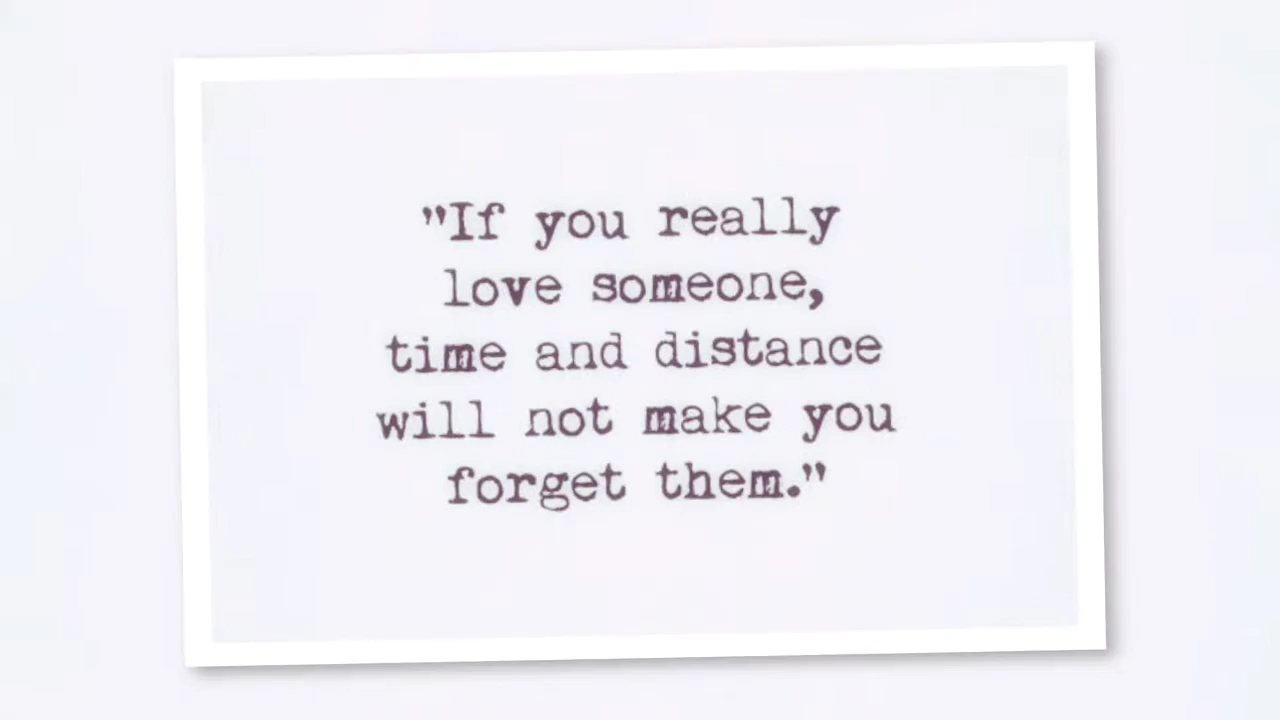 "If you really
love someone,
time and distance
will not make you
forget them."